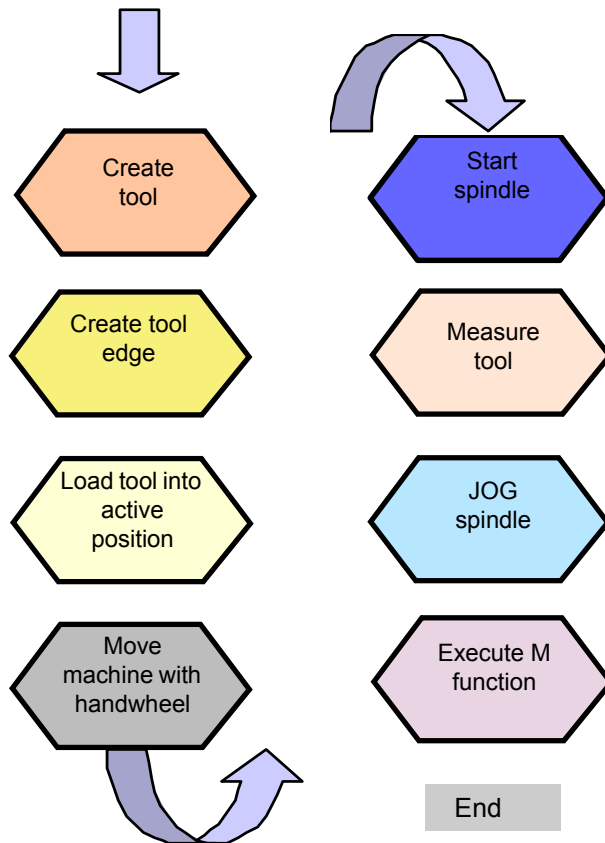 Create
tool
Create tool
edge
Load tool into
active
position
Move
machine with
handwheel
Start
spindle
Measure
tool
JOG
spindle
Execute M
function
End